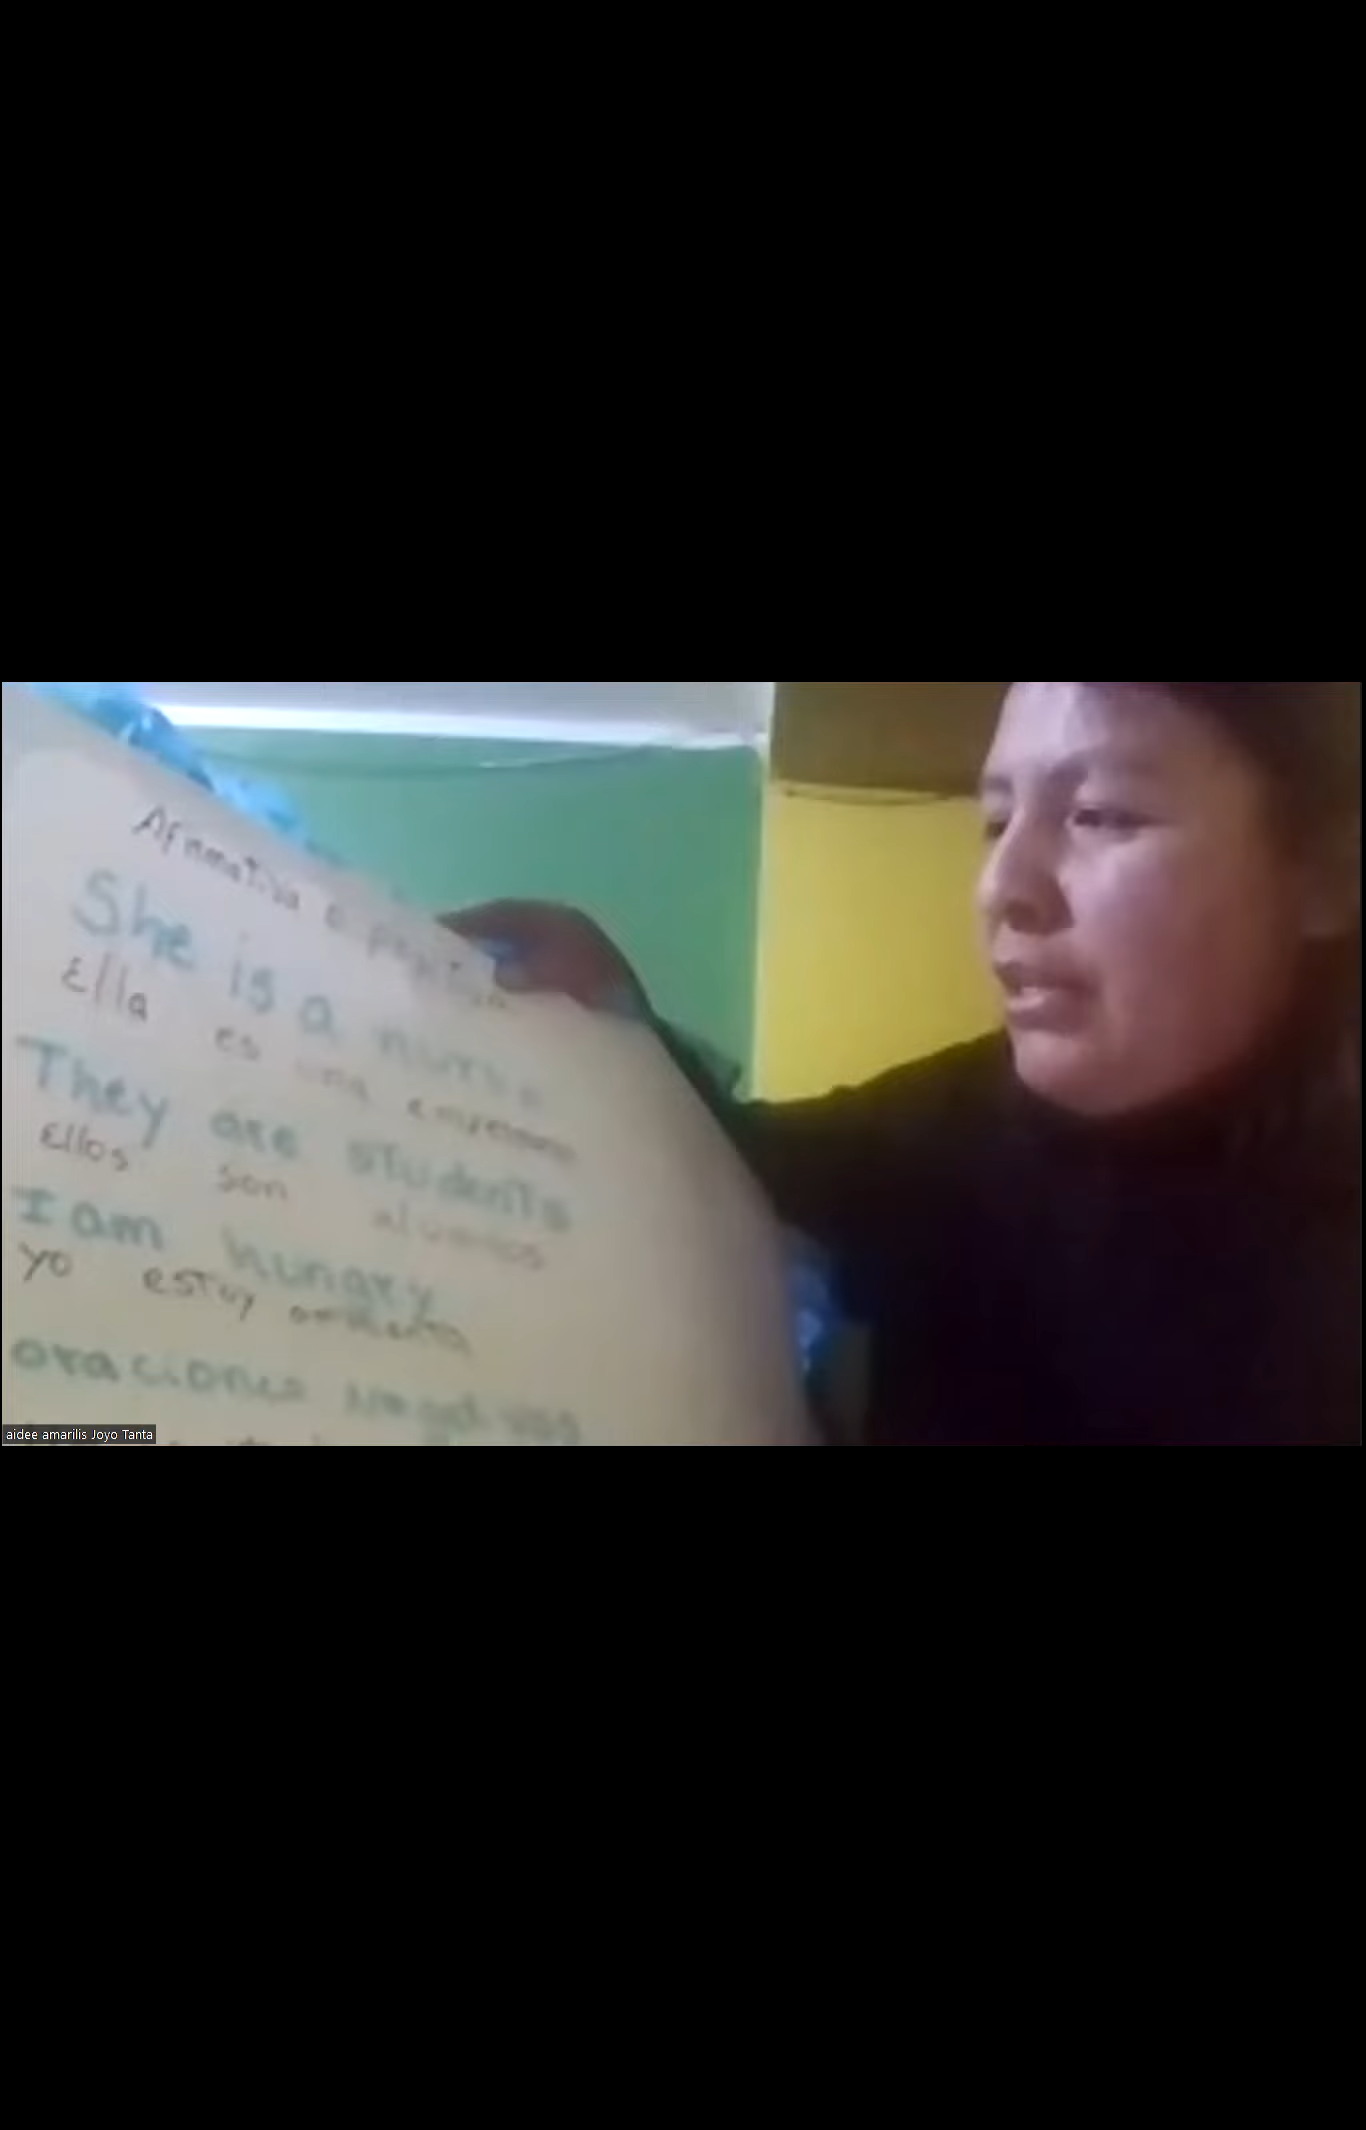 Afirmativa o positiva
She is a nurse
Ella es una
They are students
Ellos son alumnos
I am hungry
yo estoy
oraciones Negativas
aidee amarilis Joyo Tanta